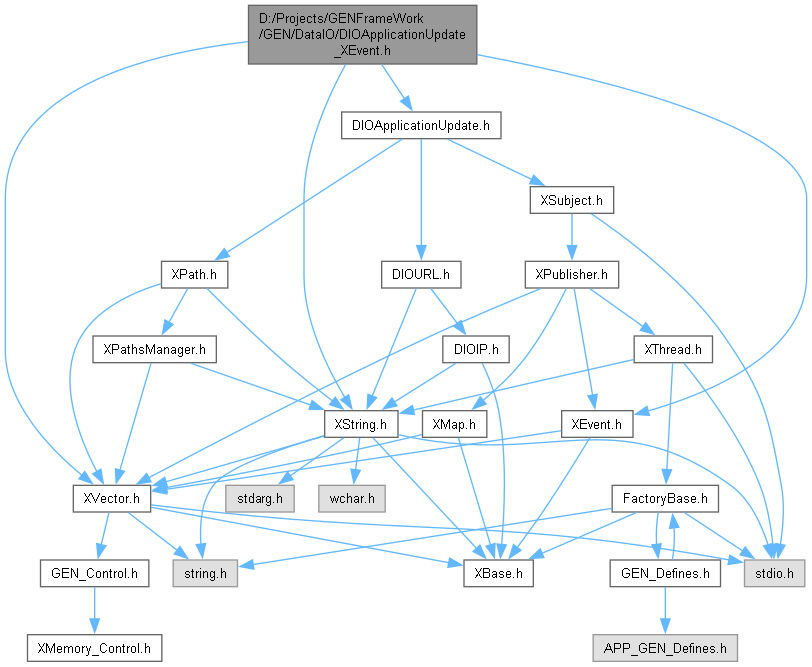 D:/Projects/GENFrameWork
/GEN/DataIO/DIOApplicationUpdate
_XEvent.h
DIOApplicationUpdate.h
XSubject.h
XPath.h
DIOURL.h
XPublisher.h
XPathsManager.h
DIOIP.h
XThread.h
XString.h
XMap.h
XEvent.h
XVector.h
stdarg.h
wchar.h
FactoryBase.h
GEN_Control.h
string.h
XBase.h
GEN_Defines.h
stdio.h
XMemory_Control.h
APP_GEN_Defines.h